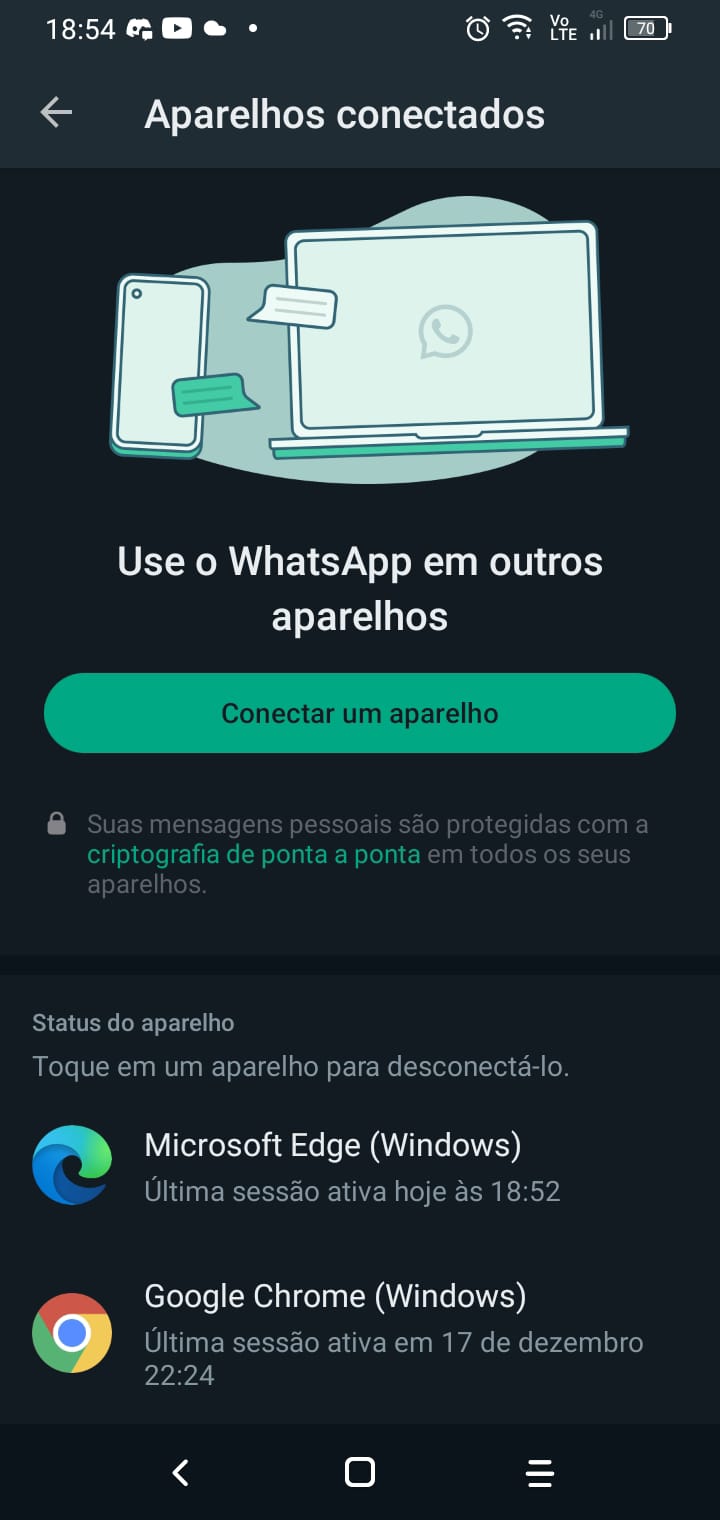 18:54
Vo
LTE
4G
70
Aparelhos conectados
Use o WhatsApp em outros
aparelhos
Conectar um aparelho
Suas mensagens pessoais são protegidas com a
criptografia de ponta a ponta em todos os seus
aparelhos.
Status do aparelho
Toque em um aparelho para desconectá-lo.
Microsoft Edge (Windows)
Última sessão ativa hoje às 18:52
Google Chrome (Windows)
Última sessão ativa em 17 de dezembro
22:24